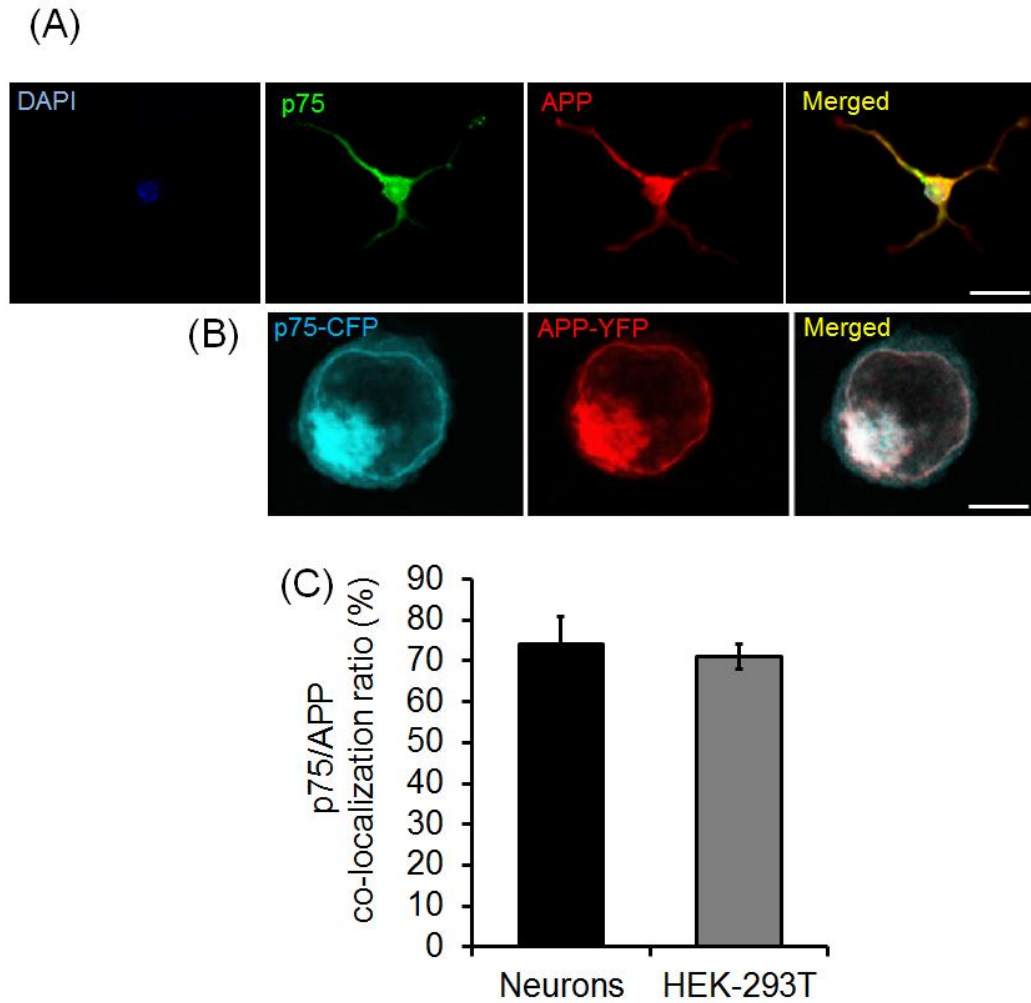 (A)
DAPI p75 APP Merged
(B) p75-CFP APP-YFP Merged
(C)
p75/APP
co-localization ratio (%)
90
80
70
60
50
40
30
20
10
0
Neurons HEK-293T